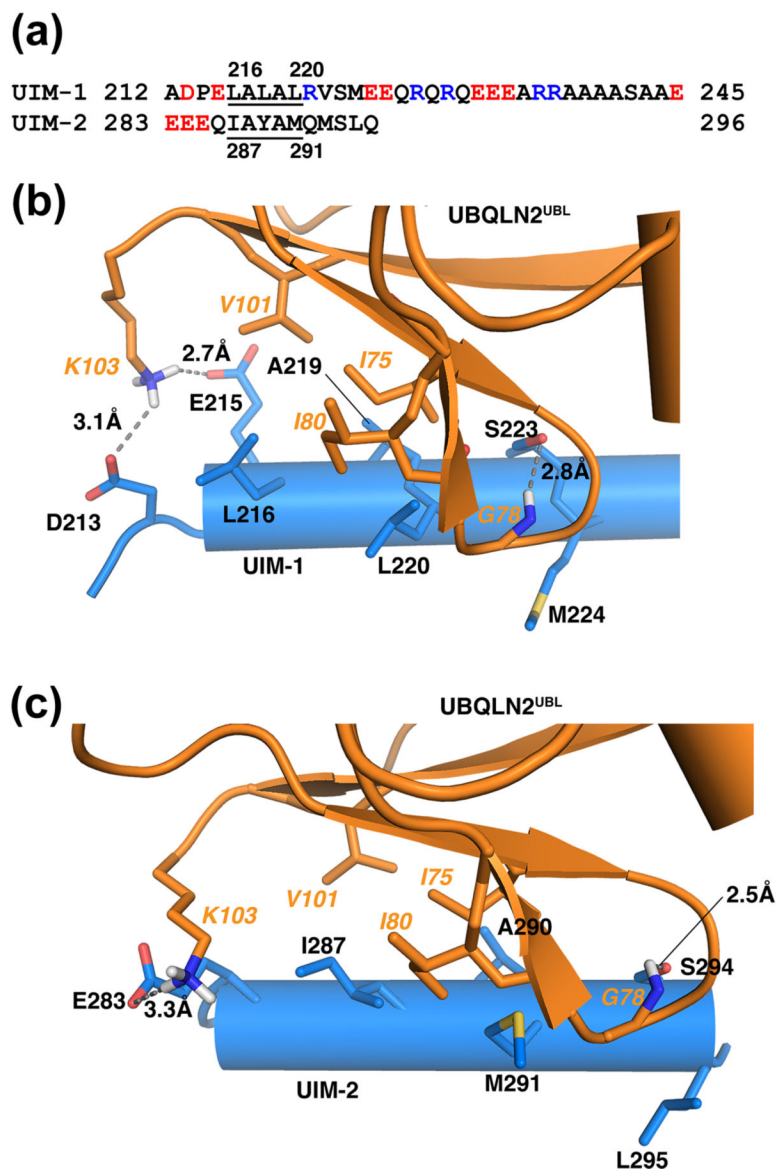 (a)
216 220
UIM-1 212 ADPELALALRVSMEEQRQRQEEEARRAAAASAAE 245
UIM-2 283 EEEQIAYAMQMSLQ 296
287 291
(b)
UBQLN2UBL
V101
K103
2.7Å
A219
I75
3.1Å
E215
I80
S223
2.8Å
D213
L216
G78
UIM-1
L220
M224
(c)
UBQLN2UBL
V101
I75
2.5Å
K103
I80
A290
I287
S294
E283
3.3Å
G78
UIM-2
M291
L295